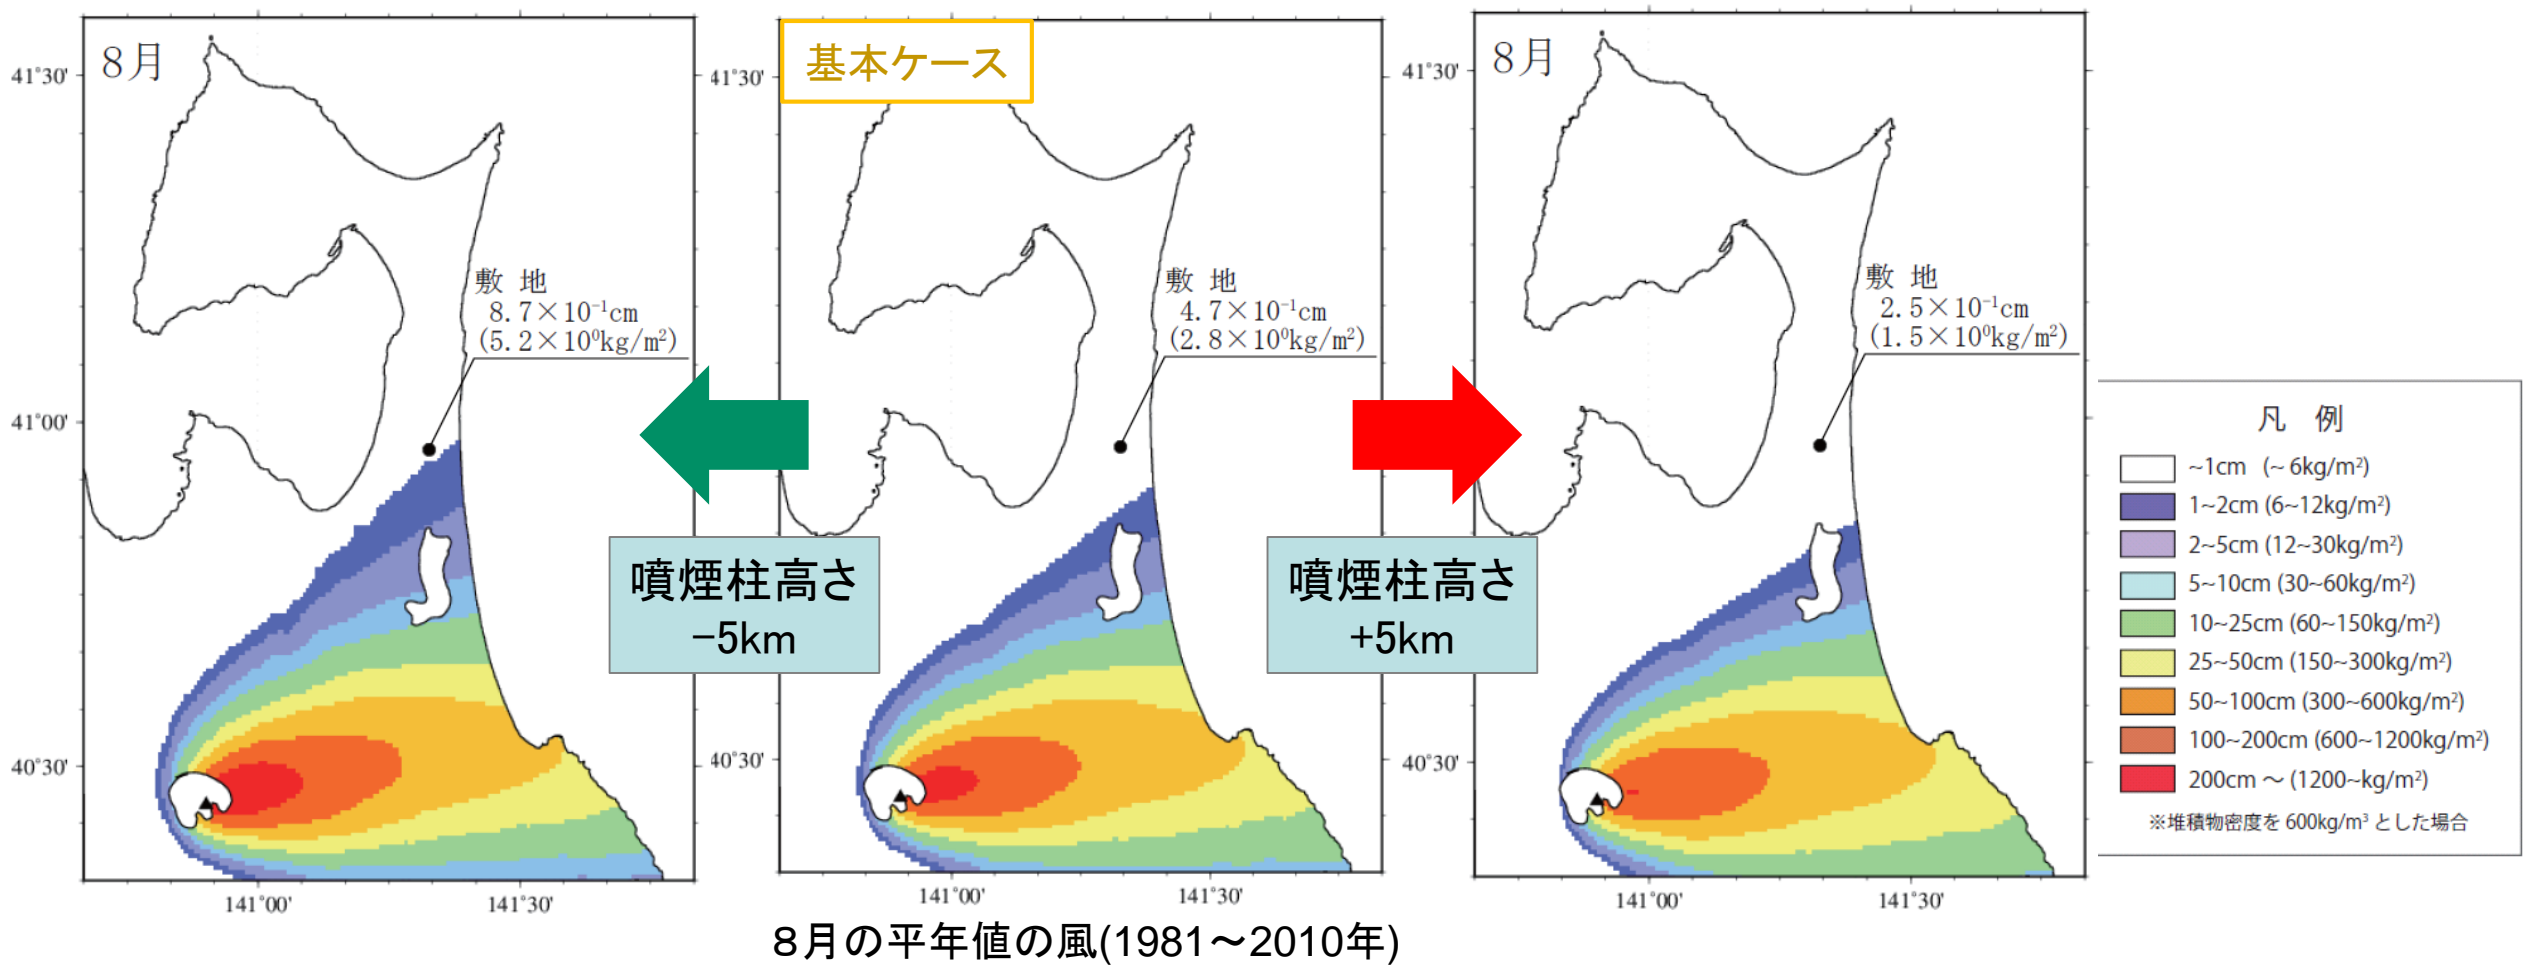 8月
41°30'
41°00'
40°30'
141°00'
141°30'
敷 地
8.7×10⁻¹cm
(5.2×10⁰kg/m²)
噴煙柱高さ
−5km
基本ケース
41°30'
40°30'
141°00'
141°30'
敷 地
4.7×10⁻¹cm
(2.8×10⁰kg/m²)
噴煙柱高さ
+5km
8月
41°30'
40°30'
141°00'
141°30'
敷 地
2.5×10⁻¹cm
(1.5×10⁰kg/m²)
凡 例
~1cm (~6kg/m²)
1~2cm (6~12kg/m²)
2~5cm (12~30kg/m²)
5~10cm (30~60kg/m²)
10~25cm (60~150kg/m²)
25~50cm (150~300kg/m²)
50~100cm (300~600kg/m²)
100~200cm (600~1200kg/m²)
200cm ～ (1200~kg/m²)
※堆積物密度を 600kg/m³ とした場合
８月の平年値の風(1981～2010年)